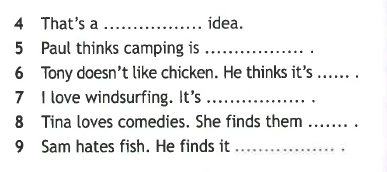 4 That's a ................. idea.
5 Paul thinks camping is ................. .
6 Tony doesn't like chicken. He thinks it's ...... .
7 I love windsurfing. It's ................. .
8 Tina loves comedies. She finds them ....... .
9 Sam hates fish. He finds it ................. .